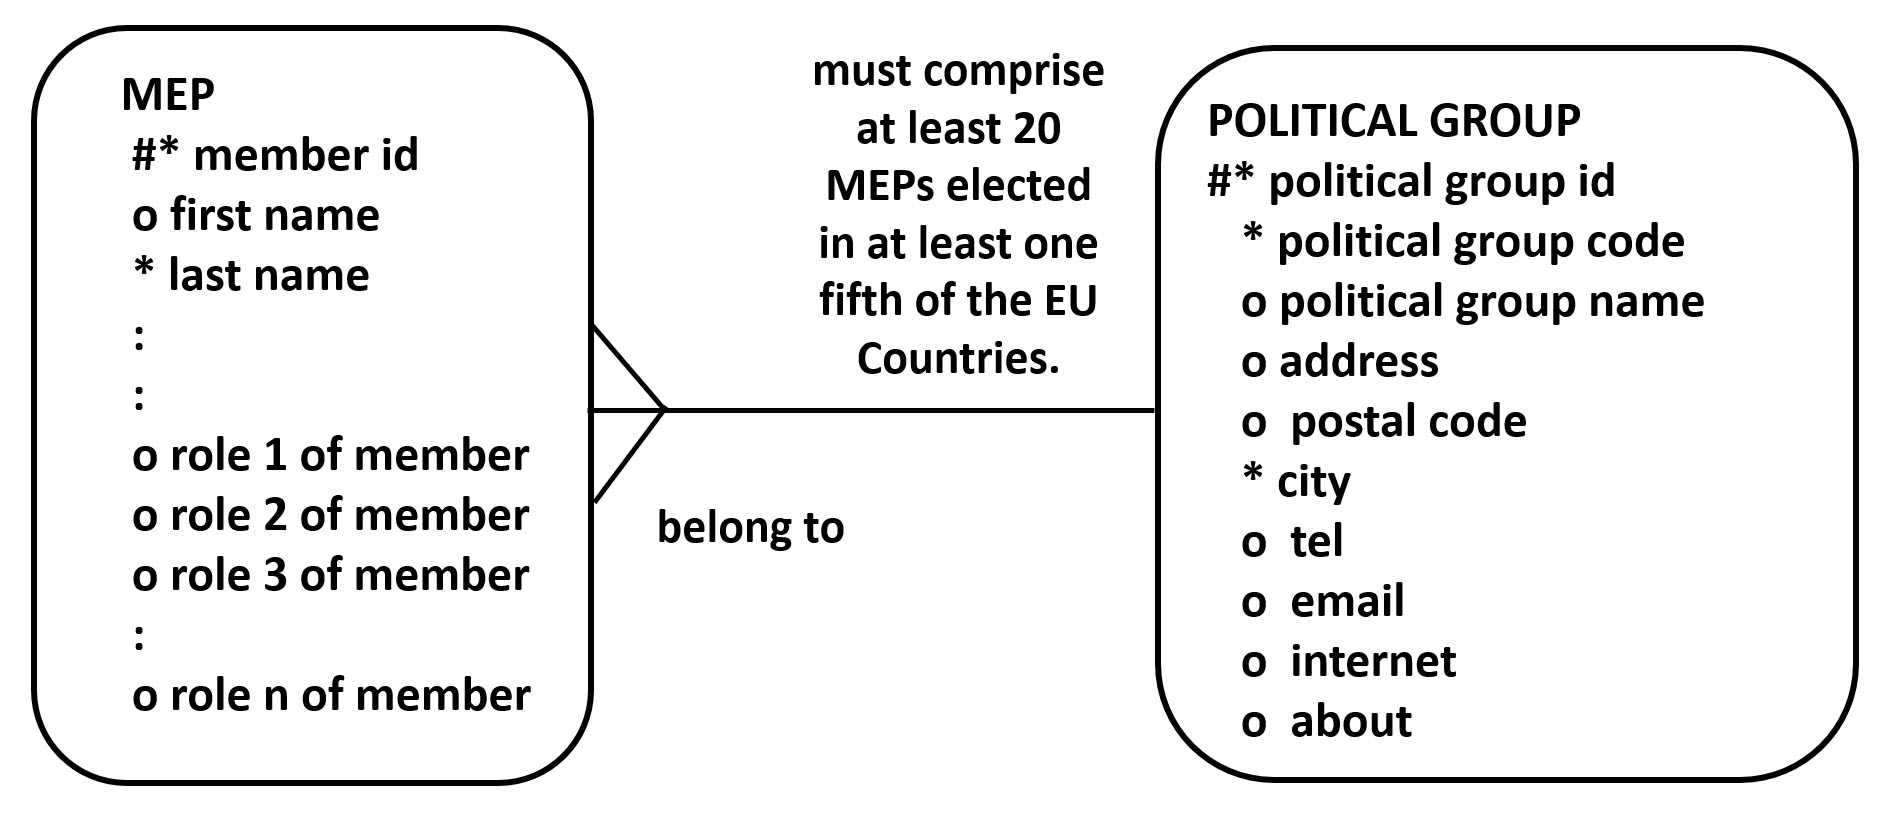 MEP
#* member id
o first name
* last name
:
:
o role 1 of member
o role 2 of member
o role 3 of member
:
o role n of member
must comprise
at least 20
MEPs elected
in at least one
fifth of the EU
Countries.
belong to
POLITICAL GROUP
#* political group id
* political group code
o political group name
o address
o postal code
* city
o tel
o email
o internet
o about